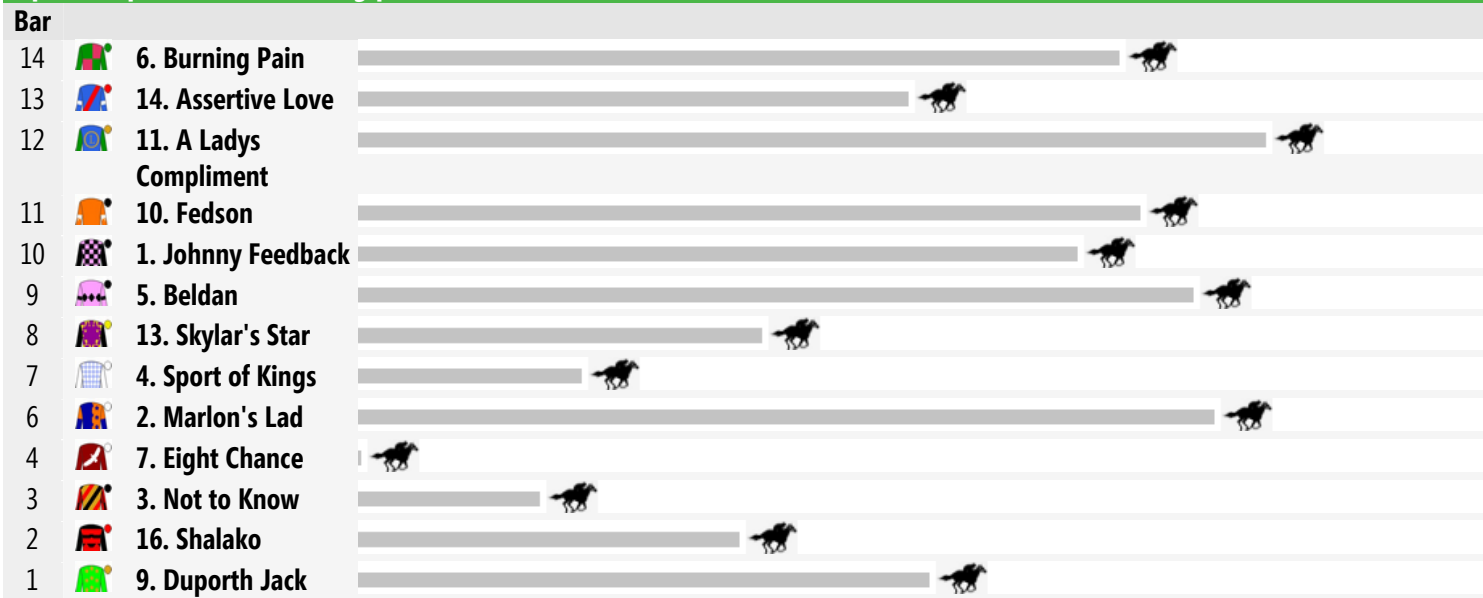 Bar
14 6. Burning Pain
13 14. Assertive Love
12 11. A Ladys
Compliment
11 10. Fedson
10 1. Johnny Feedback
9 5. Beldan
8 13. Skylar's Star
7 4. Sport of Kings
6 2. Marlon's Lad
4 7. Eight Chance
3 3. Not to Know
2 16. Shalako
1 9. Duporth Jack